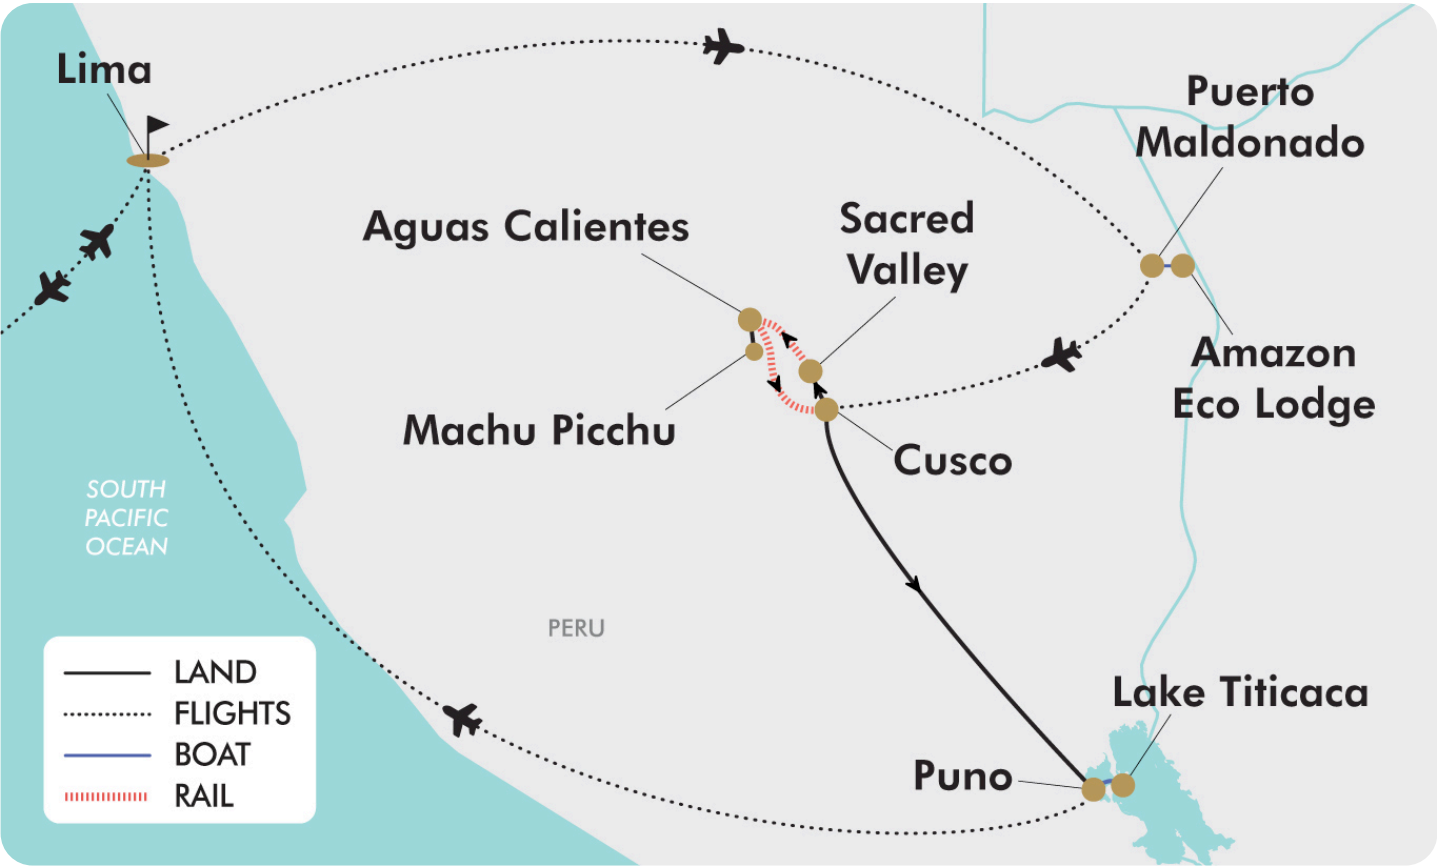 Lima
Puerto
Maldonado
Aguas Calientes
Sacred
Valley
Amazon
Eco Lodge
Machu Picchu
Cusco
SOUTH
PACIFIC
OCEAN
PERU
LAND
FLIGHTS
BOAT
RAIL
Lake Titicaca
Puno